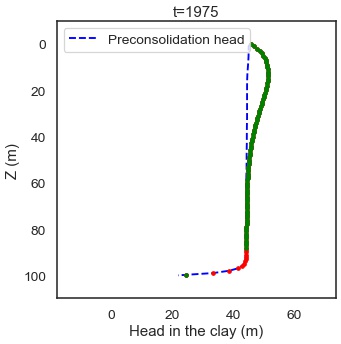 t=1975
Preconsolidation head
0
20
40
60
80
100
Z (m)
0 20 40 60
Head in the clay (m)